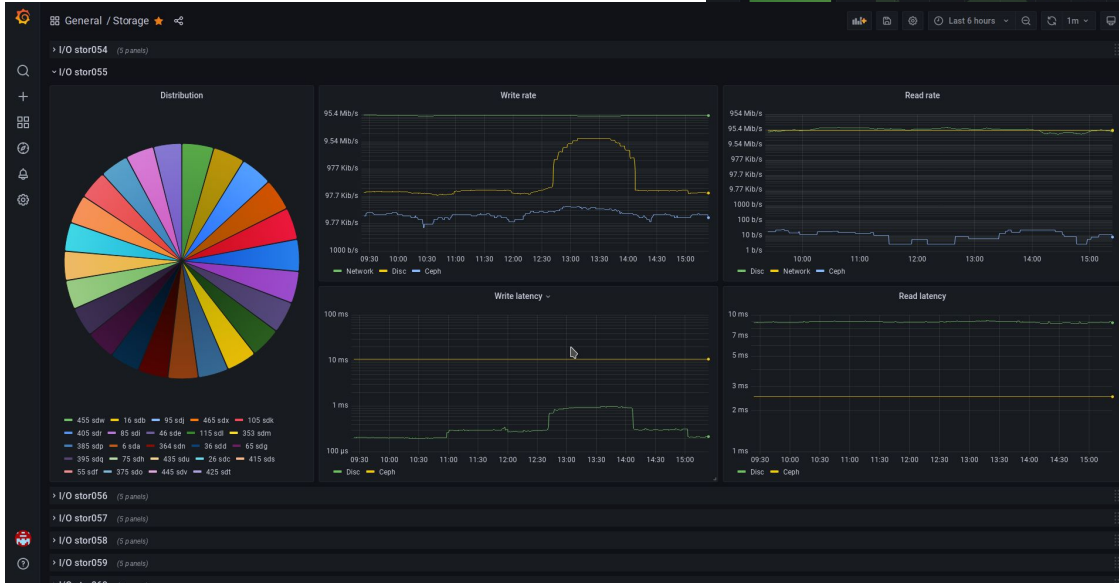 General / Storage
Last 6 hours
1m
I/O stor054 (5 panels)
I/O stor055
Distribution
455 sdw 16 sdb 95 sdj 465 sdx 105 sdk
405 sdr 85 sdi 46 sde 115 sdl 353 sdm
385 sdp 6 sda 364 sdn 36 sdd 65 sdg
395 sdq 75 sdh 435 sdu 26 sdc 415 sds
55 sdf 375 sdo 445 sdv 425 sdt
Write rate
95.4 Mib/s
9.54 Mib/s
977 Kib/s
97.7 Kib/s
9.77 Kib/s
1000 b/s
09:30 10:00 10:30 11:00 11:30 12:00 12:30 13:00 13:30 14:00 14:30 15:00
Network Disc Ceph
Read rate
954 Mib/s
95.4 Mib/s
9.54 Mib/s
977 Kib/s
97.7 Kib/s
9.77 Kib/s
1000 b/s
100 b/s
10 b/s
1 b/s
10:00 11:00 12:00 13:00 14:00 15:00
Disc Network Ceph
Write latency
100 ms
10 ms
1 ms
100 µs
09:30 10:00 10:30 11:00 11:30 12:00 12:30 13:00 13:30 14:00 14:30 15:00
Disc Ceph
Read latency
10 ms
7 ms
5 ms
3 ms
2 ms
1 ms
09:30 10:00 10:30 11:00 11:30 12:00 12:30 13:00 13:30 14:00 14:30 15:00
Disc Ceph
I/O stor056 (5 panels)
I/O stor057 (5 panels)
I/O stor058 (5 panels)
I/O stor059 (5 panels)